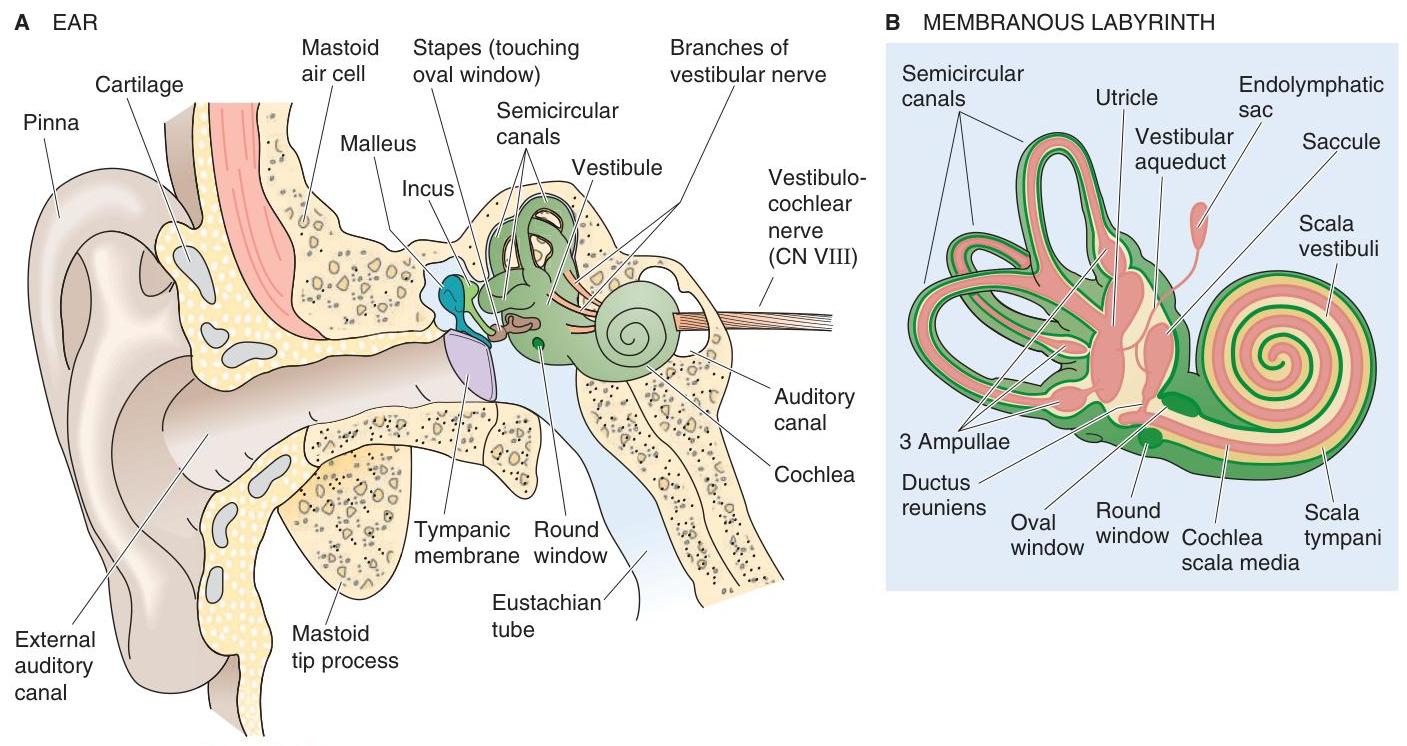 A EAR
Pinna
Cartilage
Mastoid
air cell
Malleus
Incus
Stapes (touching
oval window)
Semicircular
canals
Vestibule
Branches of
vestibular nerve
Vestibulo-
cochlear
nerve
(CN VIII)
Auditory
canal
Cochlea
Tympanic
membrane
Round
window
Eustachian
tube
Mastoid
tip process
External
auditory
canal
B MEMBRANOUS LABYRINTH
Semicircular
canals
Utricle
Vestibular
aqueduct
Endolymphatic
sac
Saccule
Scala
vestibuli
3 Ampullae
Ductus
reuniens
Oval
window
Round
window
Cochlea
scala media
Scala
tympani